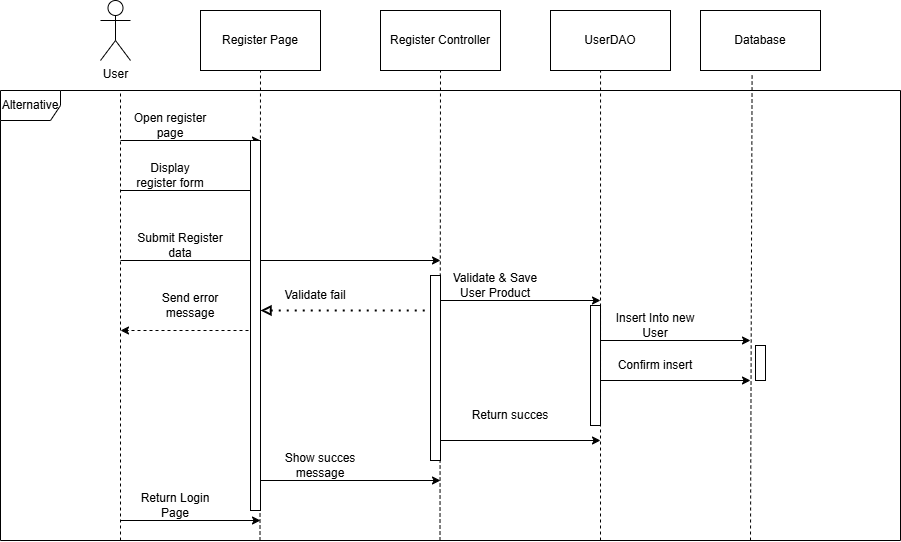 User
Register Page
Register Controller
UserDAO
Database
Alternative
Open register
page
Display
register form
Submit Register
data
Validate & Save
User Product
Validate fail
Send error
message
Insert Into new
User
Confirm insert
Return succes
Show succes
message
Return Login
Page